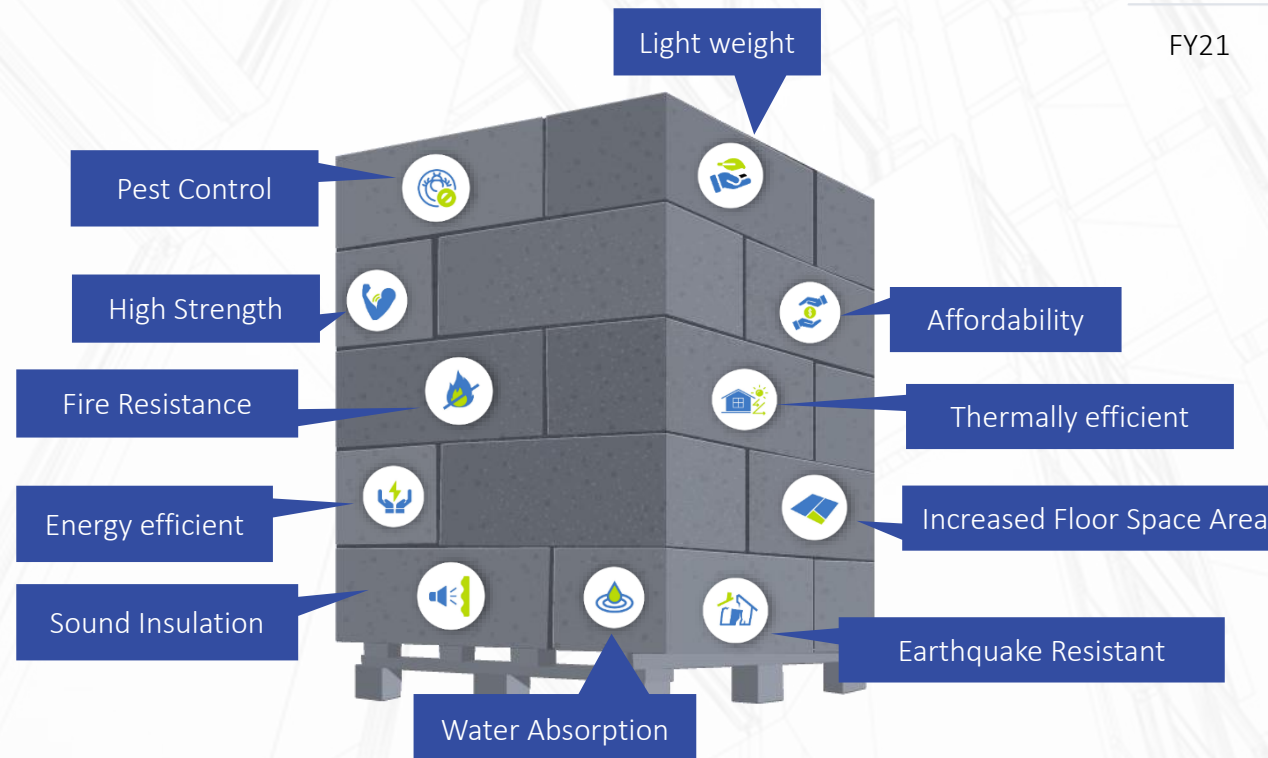 Light weight
FY21
Pest Control
High Strength
Affordability
Fire Resistance
Thermally efficient
Energy efficient
Increased Floor Space Area
Sound Insulation
Earthquake Resistant
Water Absorption